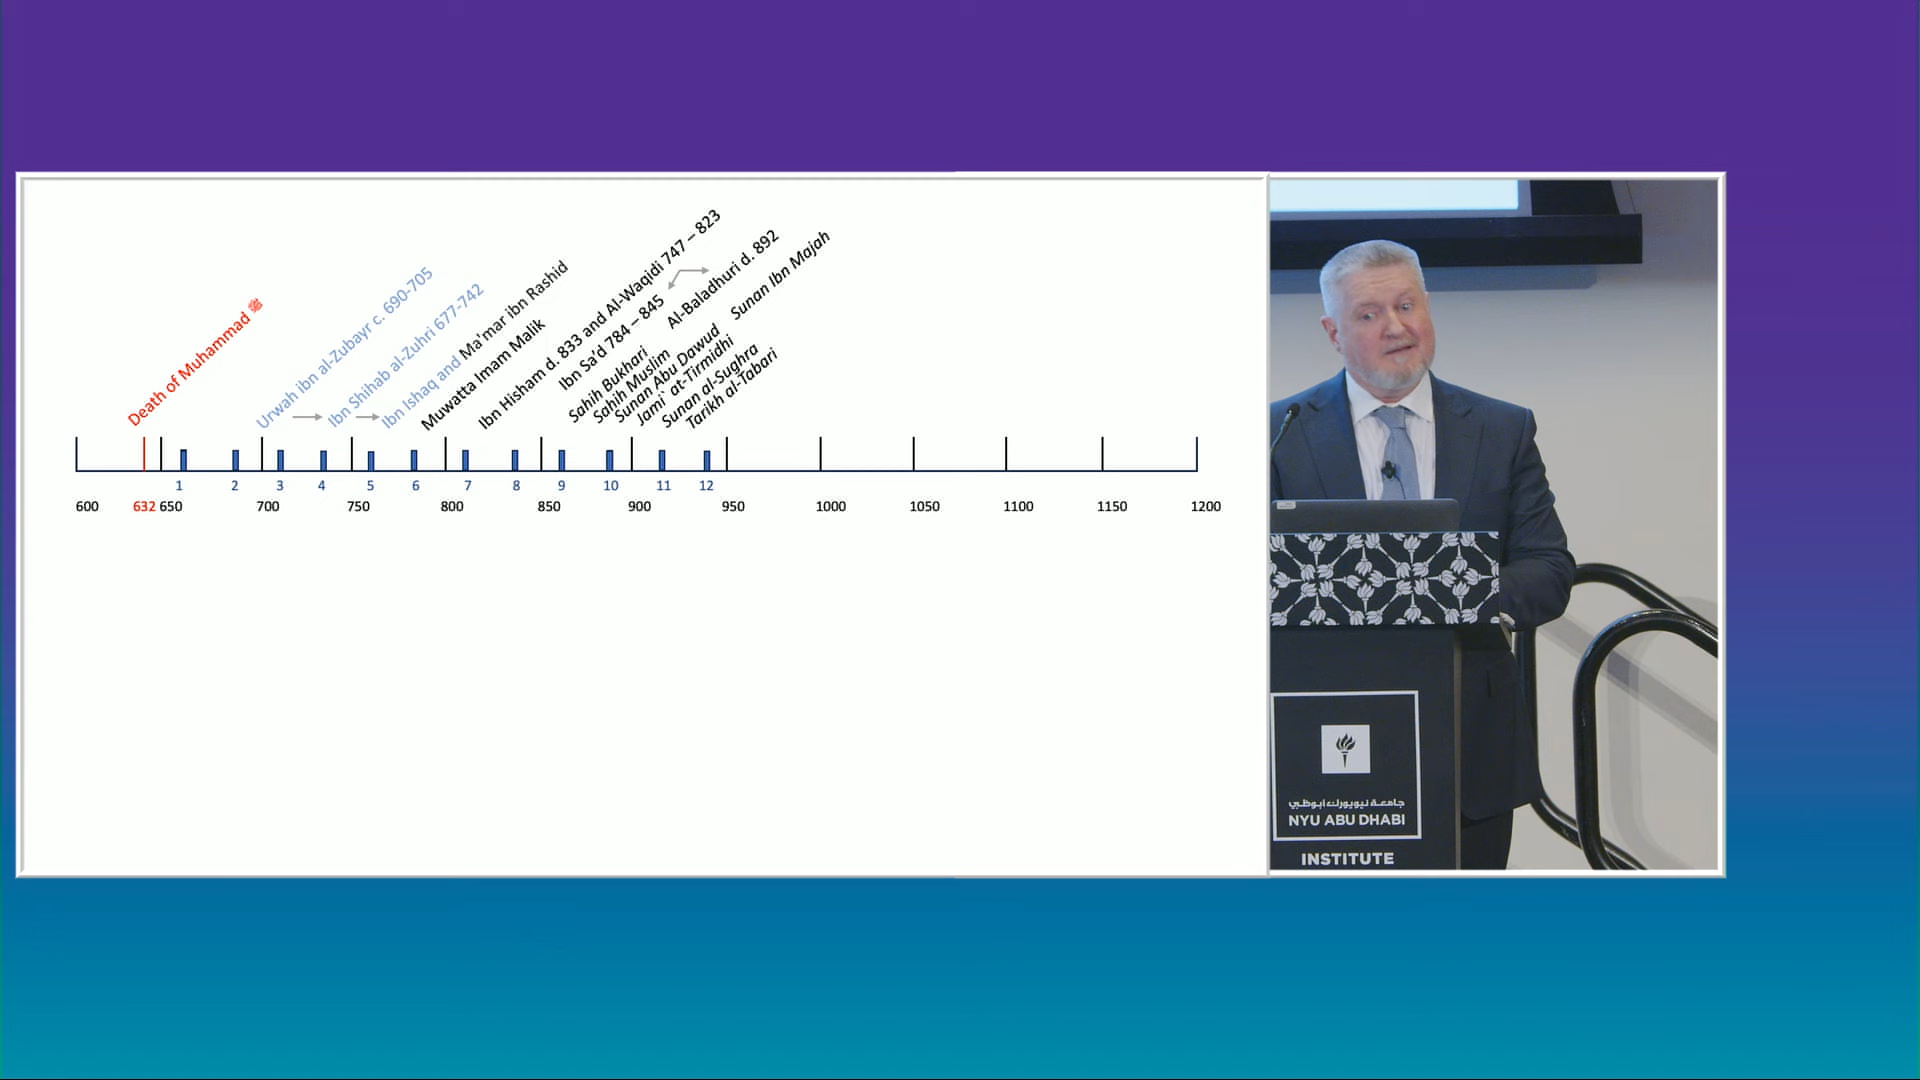 Death of Muhammad ﷺ
Urwah ibn al-Zubayr c. 690-705
Ibn Shihab al-Zuhri 677-742
Ibn Ishaq and Ma'mar ibn Rashid
Muwatta Imam Malik
Ibn Hisham d. 833 and Al-Waqidi 747 – 823
Ibn Sa'd 784 – 845
Al-Baladhuri d. 892
Sahih Bukhari
Sahih Muslim
Sunan Abu Dawud
Sunan Ibn Majah
Jami` at-Tirmidhi
Sunan al-Sughra
Tarikh al-Tabari
1 2 3 4 5 6 7 8 9 10 11 12
600 632 650 700 750 800 850 900 950 1000 1050 1100 1150 1200
جامعة نيويورك أبوظبي
NYU ABU DHABI
INSTITUTE